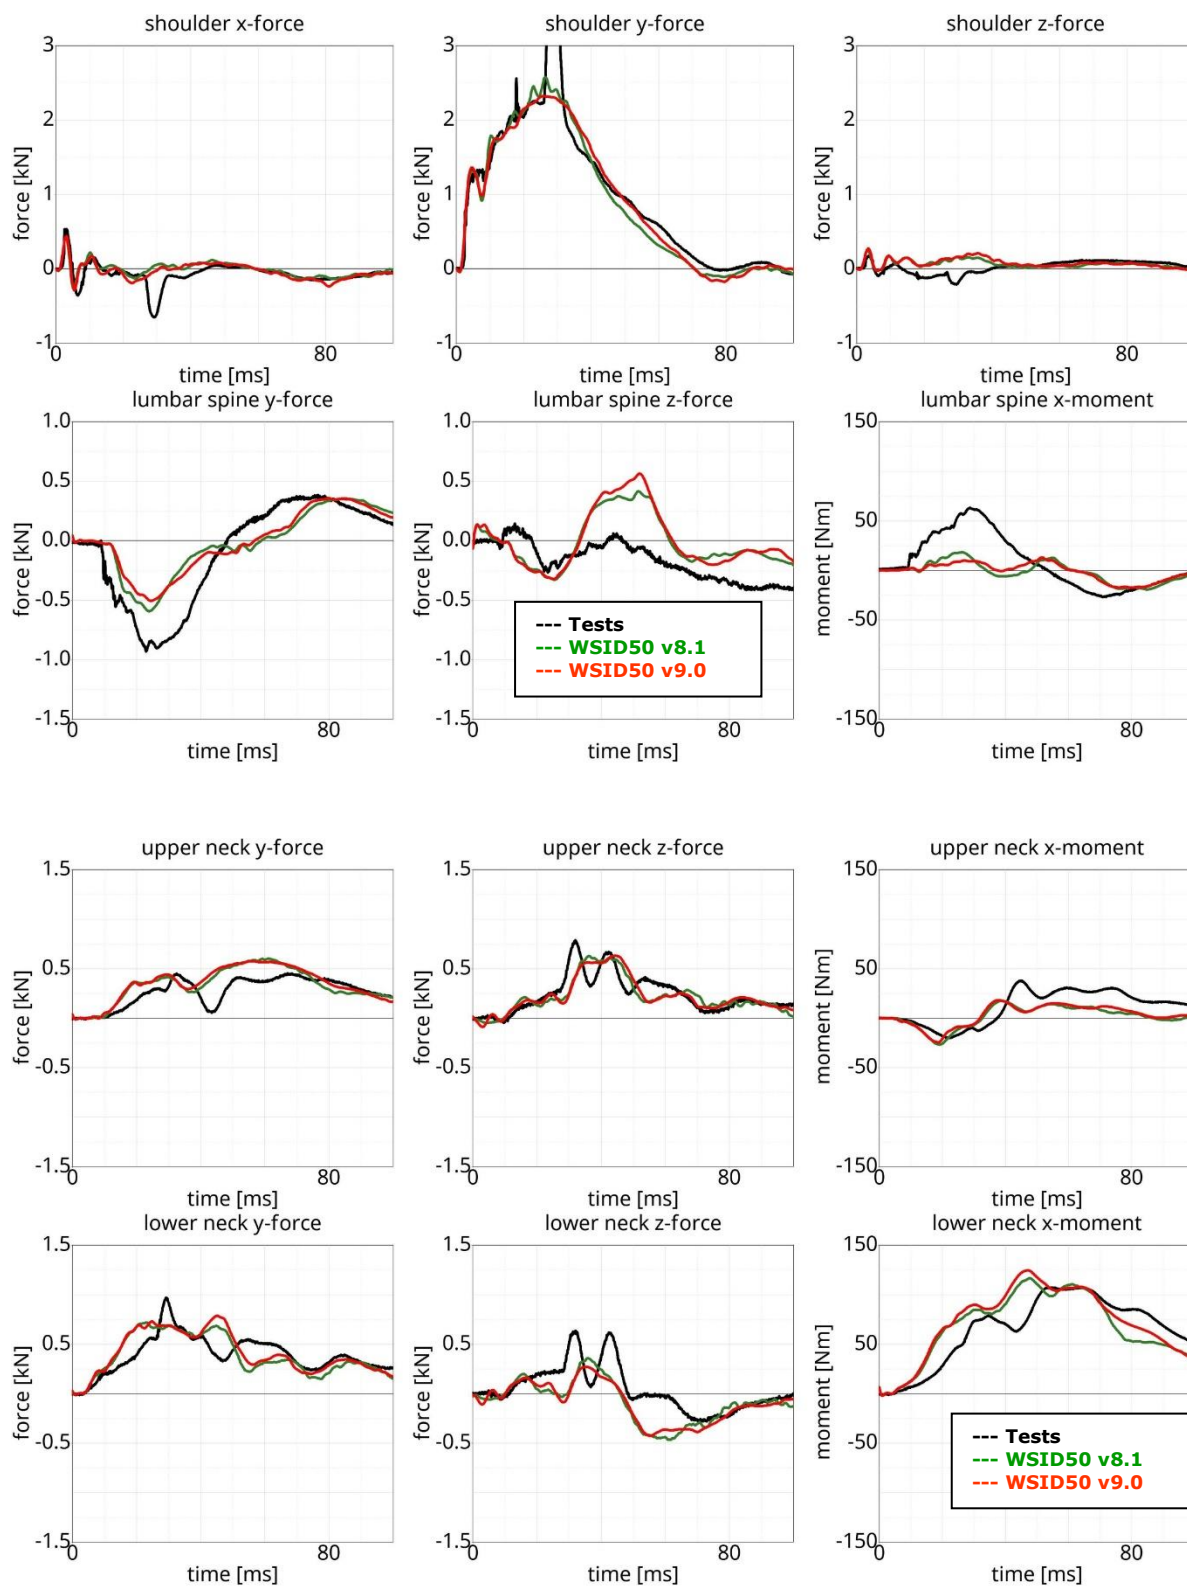 shoulder x-force
shoulder y-force
shoulder z-force
force [kN]
3
2
1
0
-1
0
80
time [ms]
force [kN]
3
2
1
0
-1
0
80
time [ms]
force [kN]
3
2
1
0
-1
0
80
time [ms]
lumbar spine y-force
lumbar spine z-force
lumbar spine x-moment
force [kN]
1.0
0.5
0.0
-0.5
-1.0
-1.5
0
80
time [ms]
force [kN]
1.0
0.5
0.0
-0.5
-1.0
-1.5
0
80
time [ms]
--- Tests
--- WSID50 v8.1
--- WSID50 v9.0
moment [Nm]
150
50
-50
-150
0
80
time [ms]
upper neck y-force
upper neck z-force
upper neck x-moment
force [kN]
1.5
0.5
-0.5
-1.5
0
80
time [ms]
force [kN]
1.5
0.5
-0.5
-1.5
0
80
time [ms]
moment [Nm]
150
50
-50
-150
0
80
time [ms]
lower neck y-force
lower neck z-force
lower neck x-moment
force [kN]
1.5
0.5
-0.5
-1.5
0
80
time [ms]
force [kN]
1.5
0.5
-0.5
-1.5
0
80
time [ms]
moment [Nm]
150
50
-50
-150
0
80
time [ms]
--- Tests
--- WSID50 v8.1
--- WSID50 v9.0